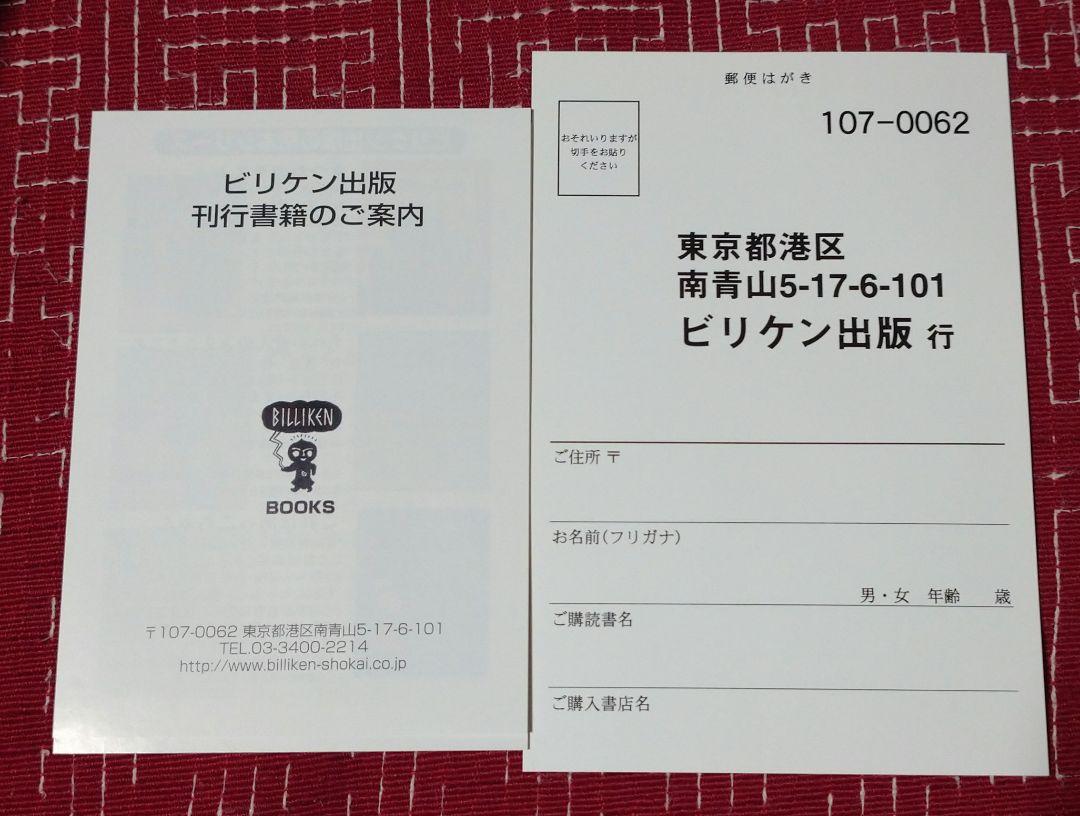 ビリケン出版
刊行書籍のご案内
BILLIKEN
BOOKS
〒107-0062 東京都港区南青山5-17-6-101
TEL.03-3400-2214
http://www.billiken-shokai.co.jp
郵便はがき
107-0062
おそれいりますが
切手をお貼り
ください
東京都港区
南青山5-17-6-101
ビリケン出版 行
ご住所 〒
お名前(フリガナ)
男・女 年齢 歳
ご購読書名
ご購入書店名